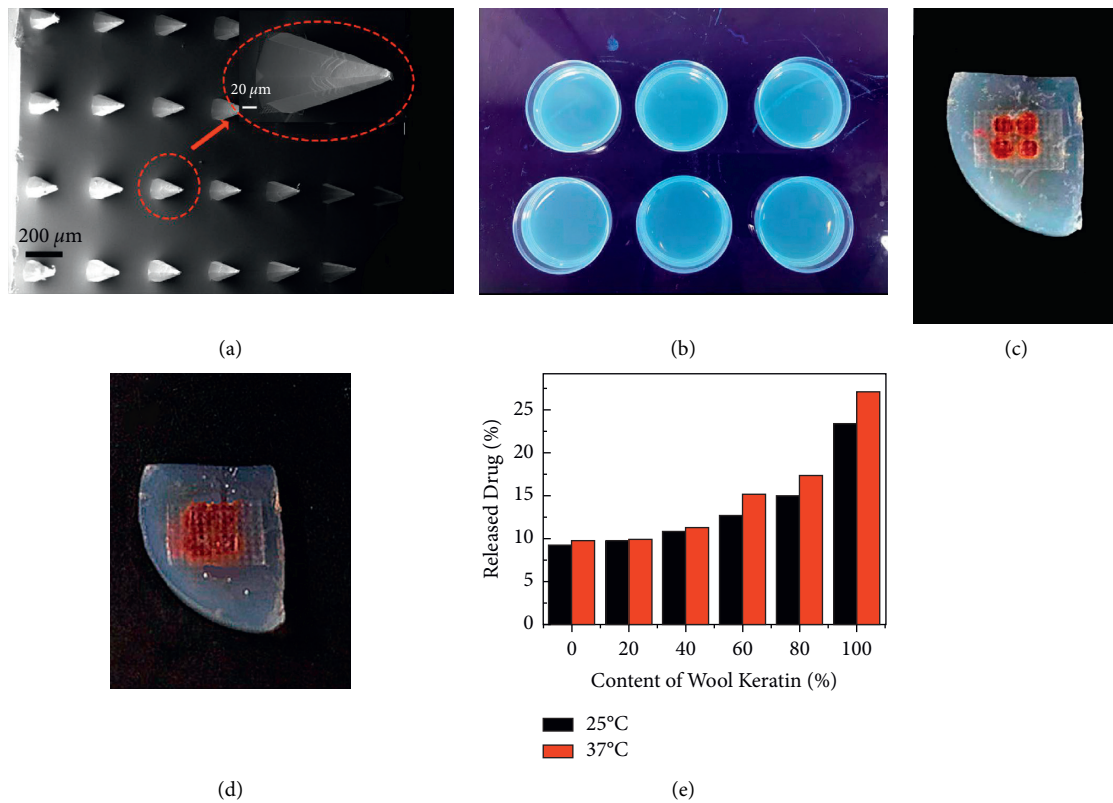 20 μm
200 μm
(a)
(b)
(c)
(d)
Released Drug (%)
25
20
15
10
5
0
0 20 40 60 80 100
Content of Wool Keratin (%)
25°C
37°C
(e)